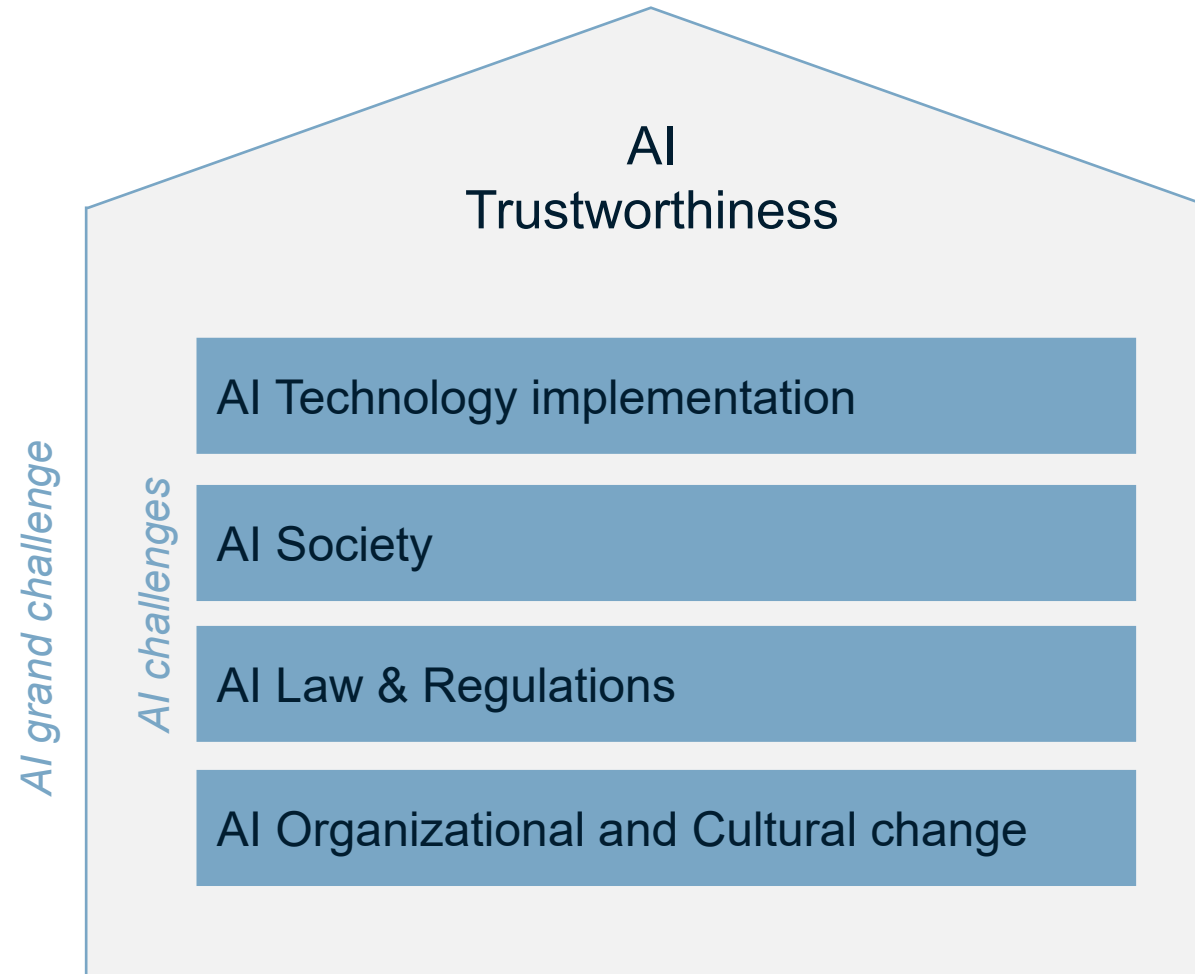 AI
Trustworthiness
AI grand challenge
AI challenges
AI Technology implementation
AI Society
AI Law & Regulations
AI Organizational and Cultural change